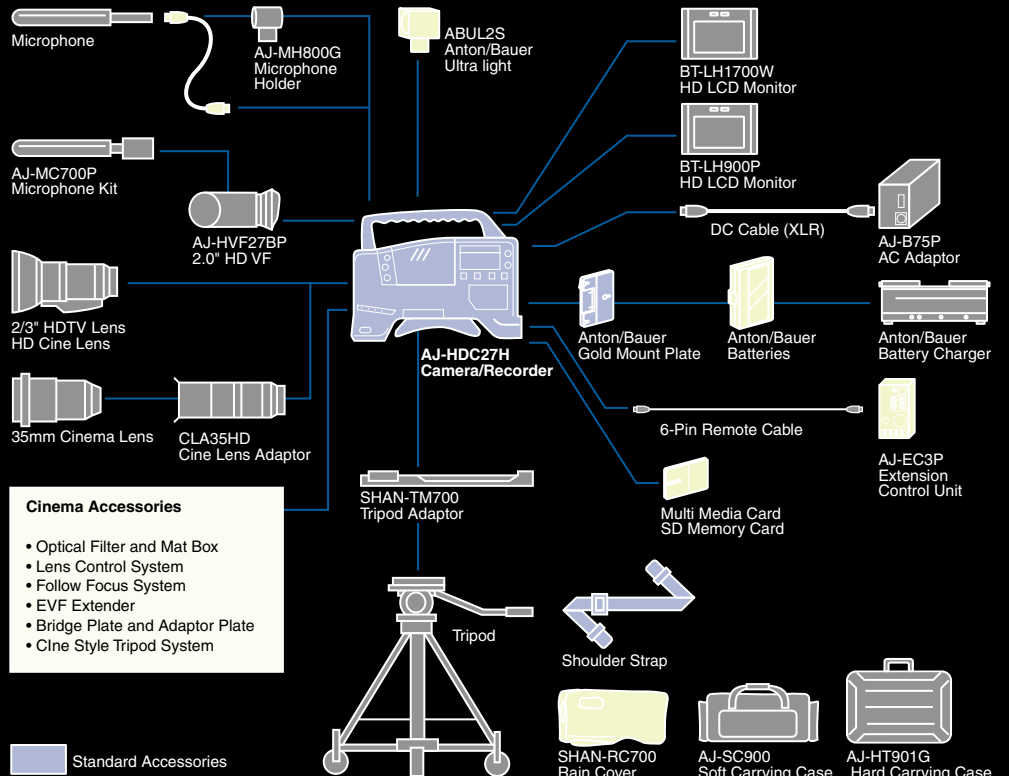 Microphone
AJ-MH800G
Microphone
Holder
ABUL2S
Anton/Bauer
Ultra light
BT-LH1700W
HD LCD Monitor
BT-LH900P
HD LCD Monitor
AJ-MC700P
Microphone Kit
AJ-HVF27BP
2.0" HD VF
DC Cable (XLR)
AJ-B75P
AC Adaptor
2/3" HDTV Lens
HD Cine Lens
AJ-HDC27H
Camera/Recorder
Anton/Bauer
Gold Mount Plate
Anton/Bauer
Batteries
Anton/Bauer
Battery Charger
35mm Cinema Lens
CLA35HD
Cine Lens Adaptor
6-Pin Remote Cable
AJ-EC3P
Extension
Control Unit
SHAN-TM700
Tripod Adaptor
Multi Media Card
SD Memory Card
Cinema Accessories
• Optical Filter and Mat Box
• Lens Control System
• Follow Focus System
• EVF Extender
• Bridge Plate and Adaptor Plate
• CIne Style Tripod System
Tripod
Shoulder Strap
Standard Accessories
SHAN-RC700
Rain Cover
AJ-SC900
Soft Carrying Case
AJ-HT901G
Hard Carrying Case